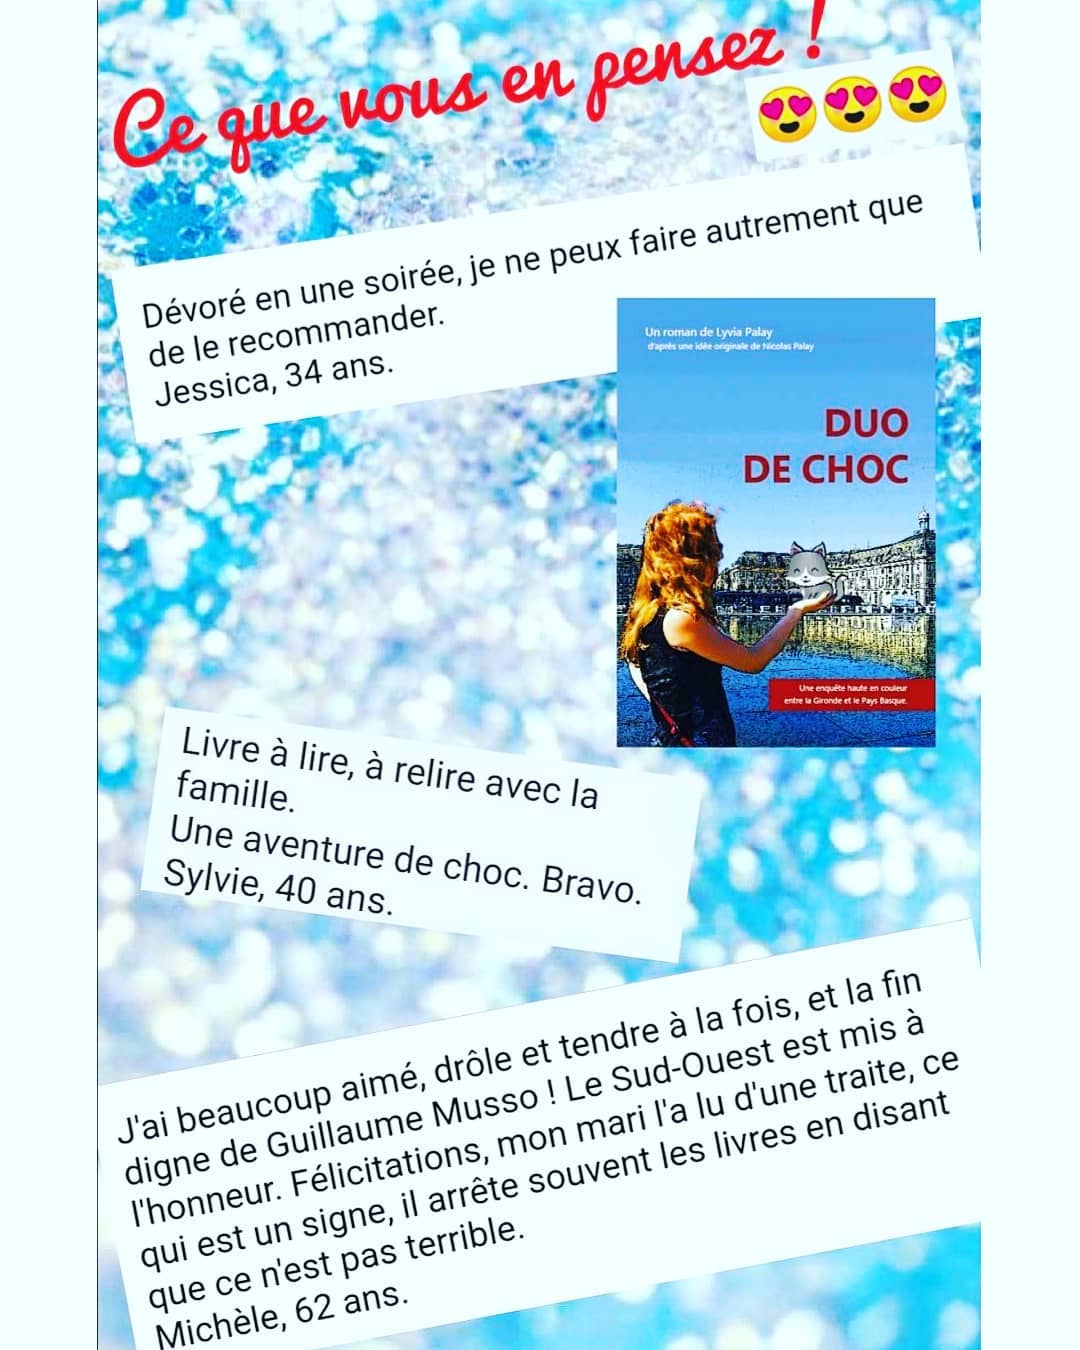 Ce que vous en pensez !
😍😍😍
Dévoré en une soirée, je ne peux faire autrement que
de le recommander.
Jessica, 34 ans.
Un roman de Lyvia Palay
d'après une idée originale de Nicolas Palay
DUO
DE CHOC
Une enquête haute en couleur
entre la Gironde et le Pays Basque.
Livre à lire, à relire avec la
famille.
Une aventure de choc. Bravo.
Sylvie, 40 ans.
J'ai beaucoup aimé, drôle et tendre à la fois, et la fin
digne de Guillaume Musso ! Le Sud-Ouest est mis à
l'honneur. Félicitations, mon mari l'a lu d'une traite, ce
qui est un signe, il arrête souvent les livres en disant
que ce n'est pas terrible.
Michèle, 62 ans.